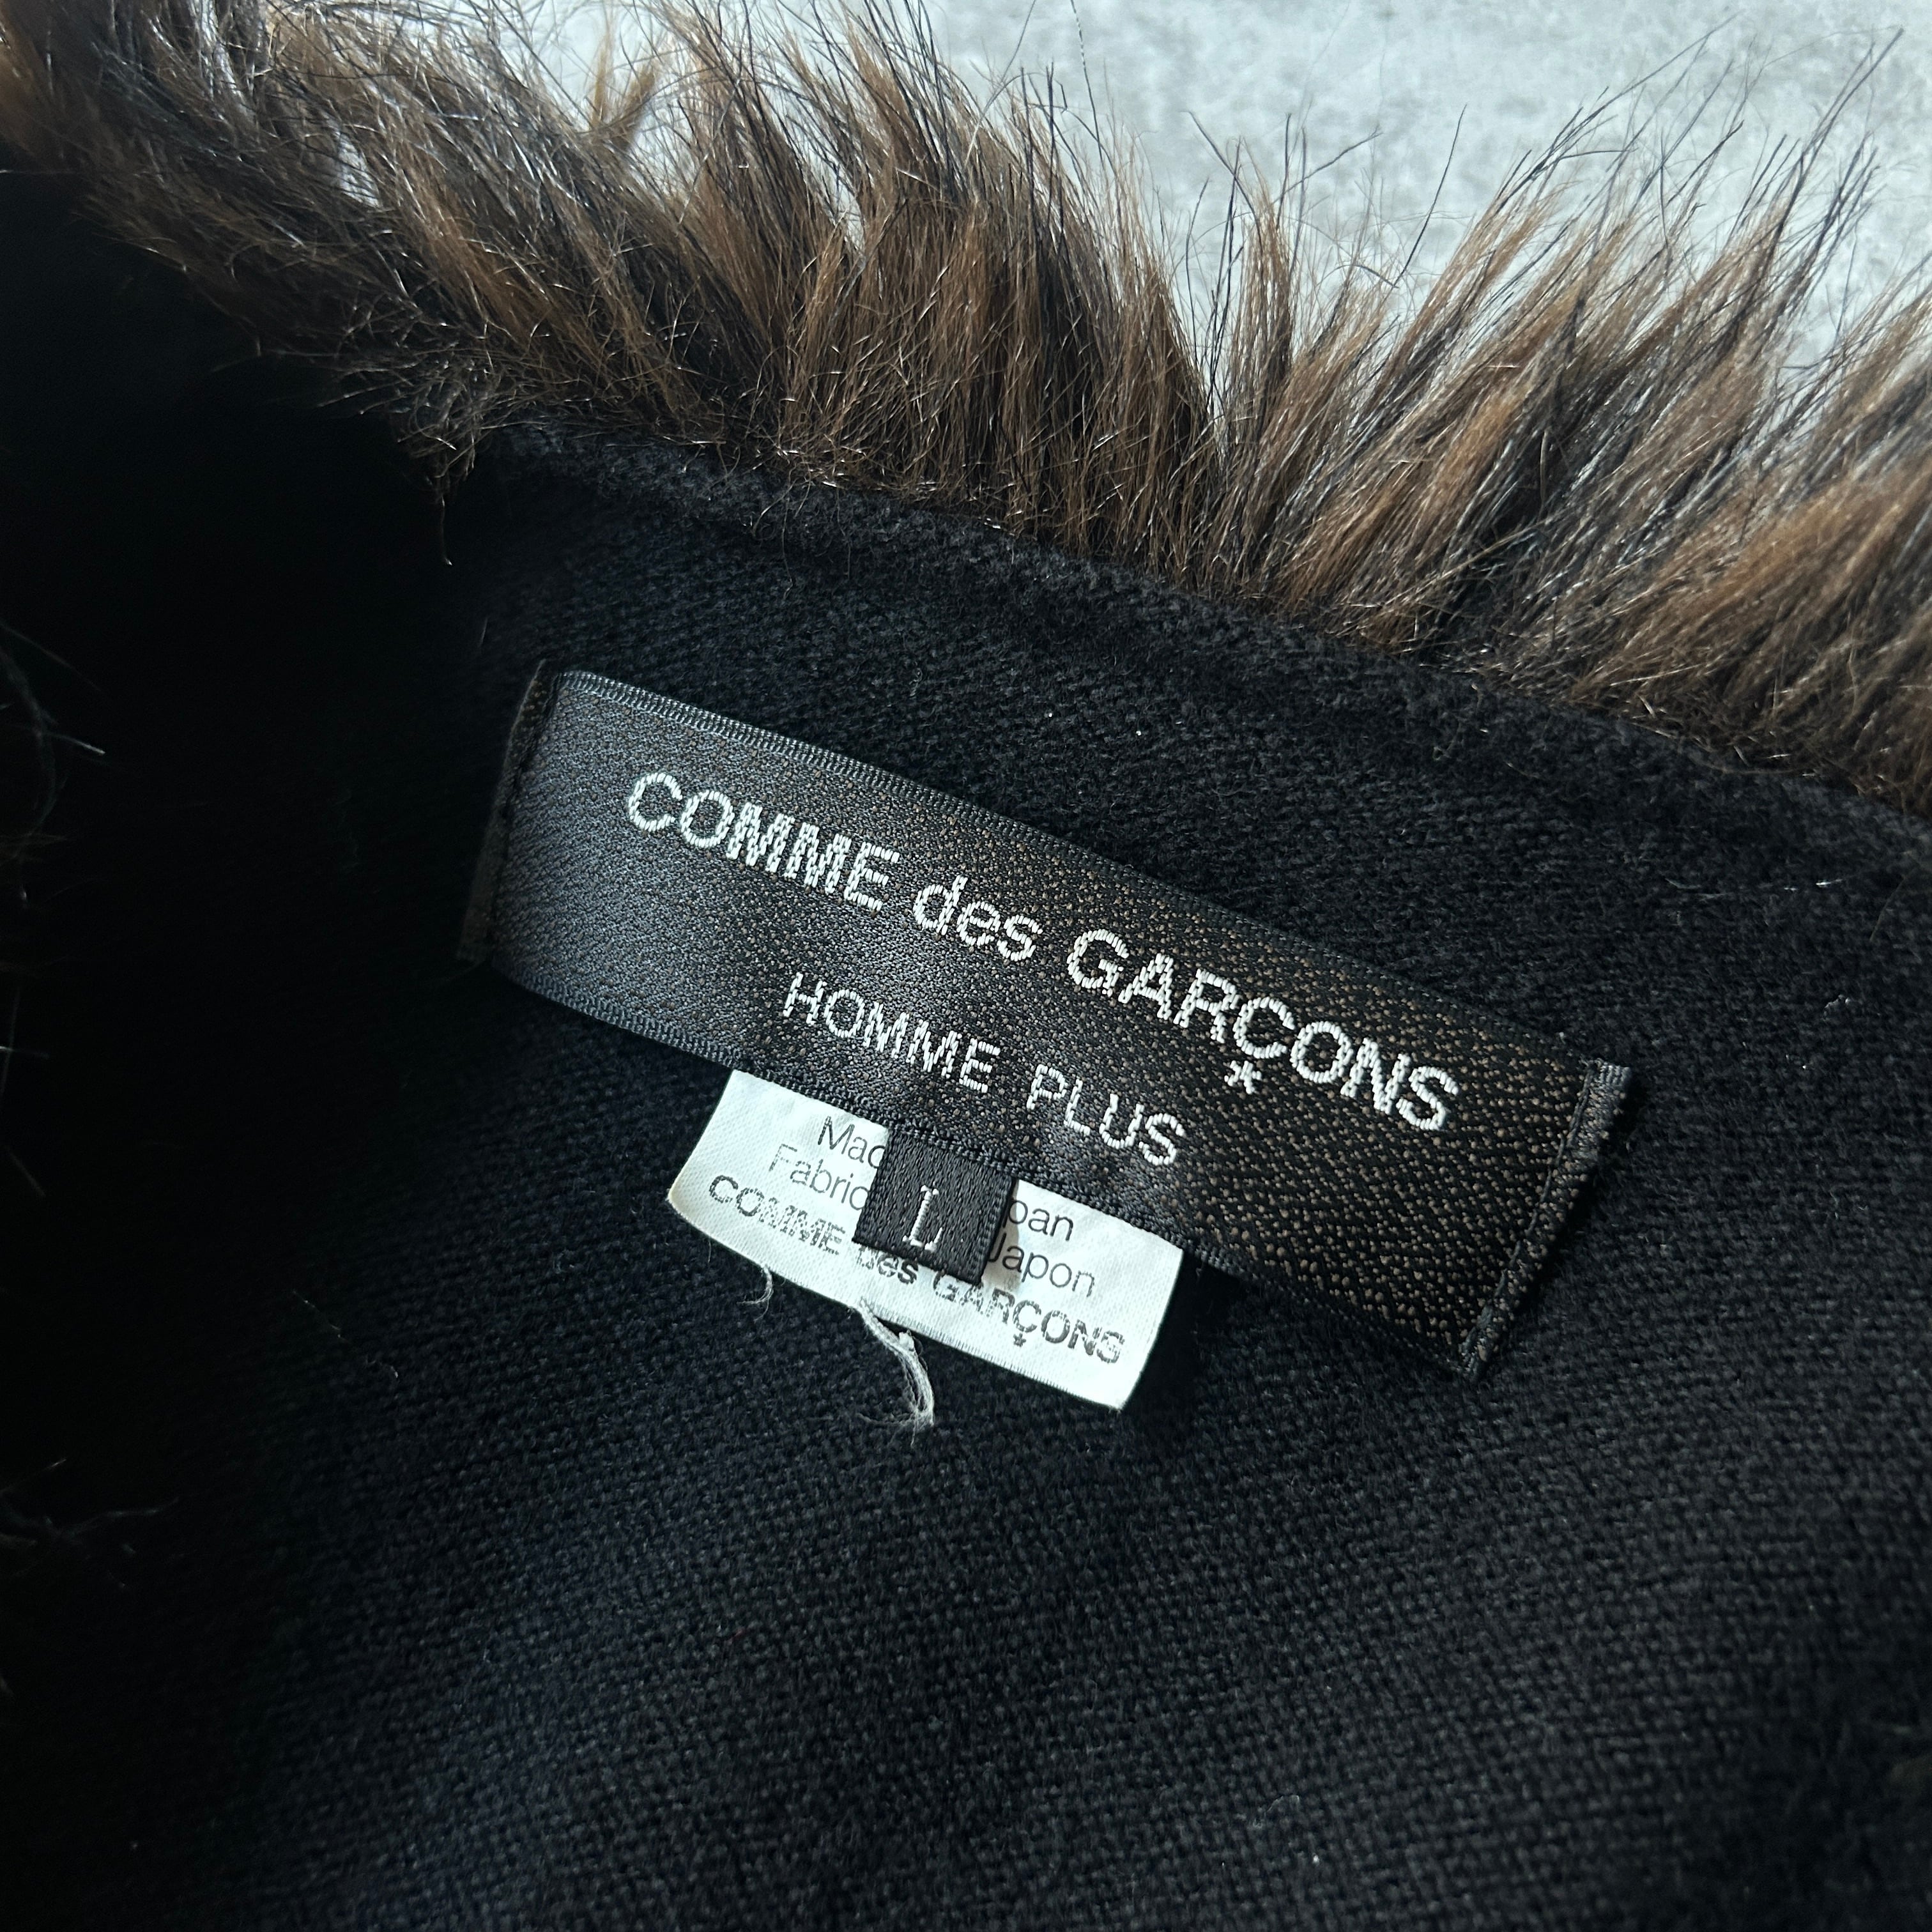 COMME des GARÇONS
*
HOMME PLUS
L
COMME des GARÇONS